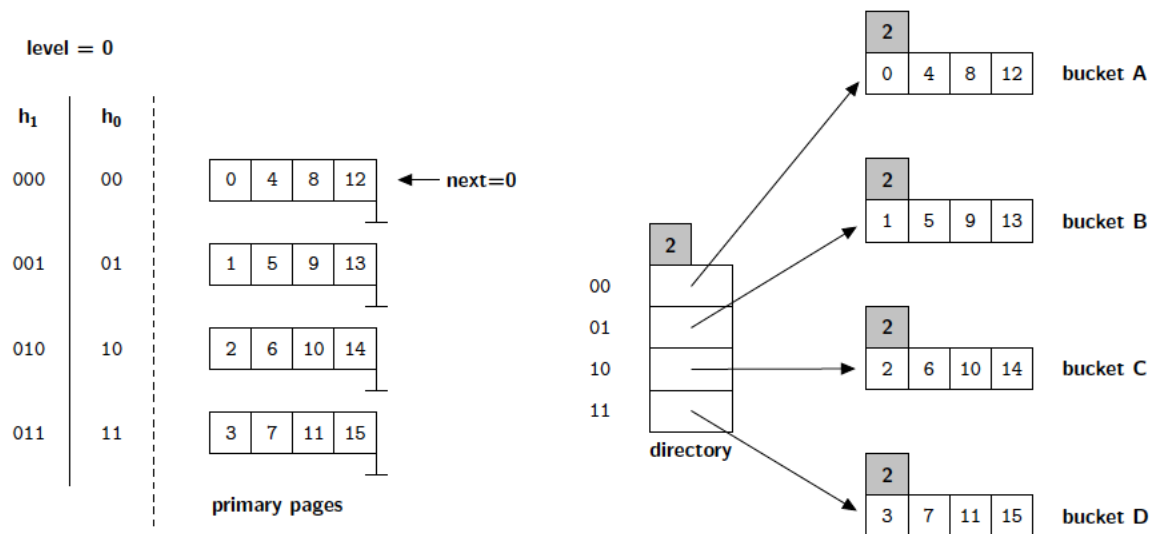 level = 0
h1 h0
000 00 0 4 8 12 next=0
001 01 1 5 9 13
010 10 2 6 10 14
011 11 3 7 11 15
primary pages
2
00
01
10
11
directory
2
0 4 8 12 bucket A
2
1 5 9 13 bucket B
2
2 6 10 14 bucket C
2
3 7 11 15 bucket D